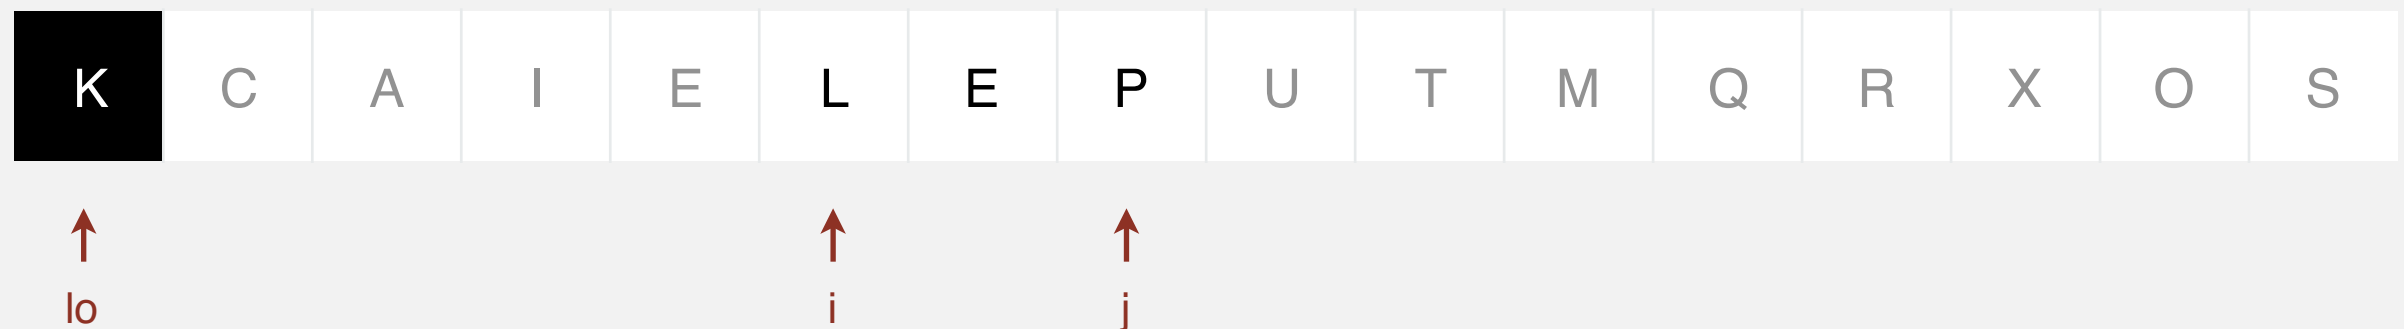 K C A I E L E P U T M Q R X O S
lo i j